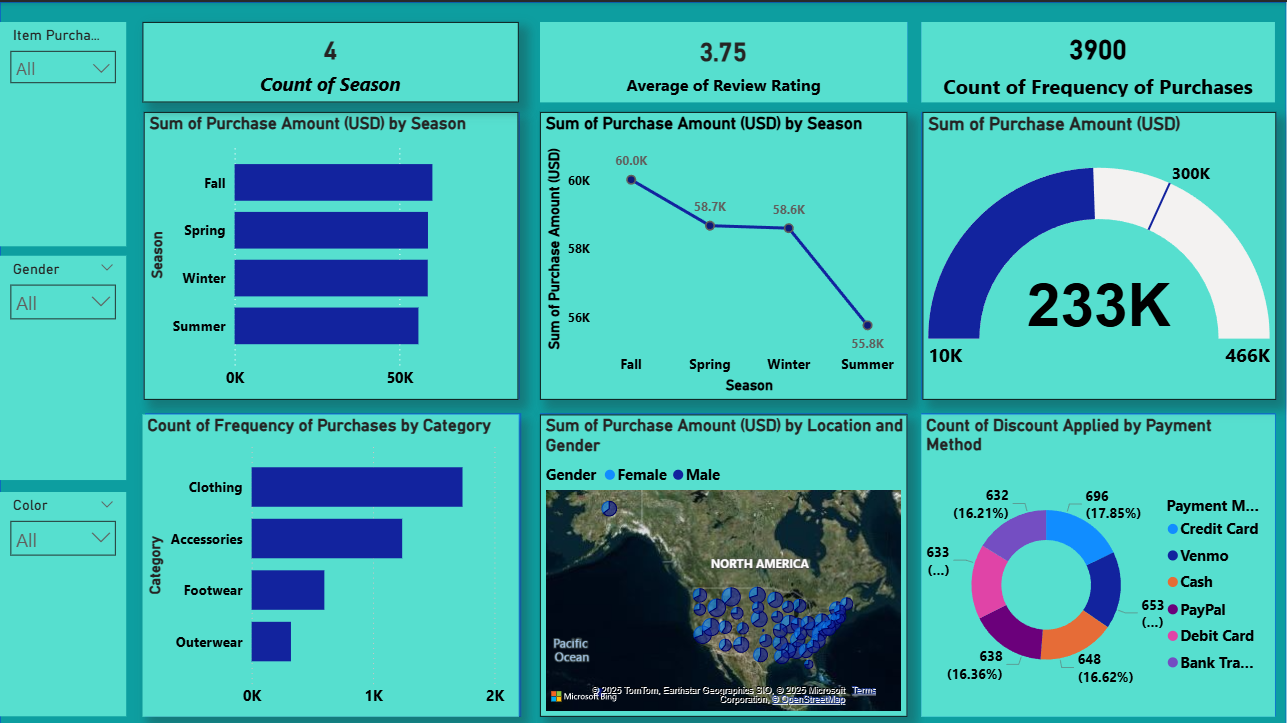 Item Purcha...
All
Gender
All
Color
All
4
Count of Season
3.75
Average of Review Rating
3900
Count of Frequency of Purchases
Sum of Purchase Amount (USD) by Season
Season
Fall
Spring
Winter
Summer
0K
50K
Sum of Purchase Amount (USD) by Season
Sum of Purchase Amount (USD)
60K
58K
56K
60.0K
58.7K
58.6K
55.8K
Fall
Spring
Winter
Summer
Season
Sum of Purchase Amount (USD)
300K
233K
10K
466K
Count of Frequency of Purchases by Category
Category
Clothing
Accessories
Footwear
Outerwear
0K
1K
2K
Sum of Purchase Amount (USD) by Location and
Gender
Gender
Female
Male
NORTH AMERICA
Pacific
Ocean
Microsoft Bing
© 2025 TomTom, Earthstar Geographics SIO, © 2025 Microsoft
Corporation, © OpenStreetMap
Terms
Count of Discount Applied by Payment
Method
632
(16.21%)
696
(17.85%)
633
(...)
653
(...)
638
(16.36%)
648
(16.62%)
Payment M...
Credit Card
Venmo
Cash
PayPal
Debit Card
Bank Tra...